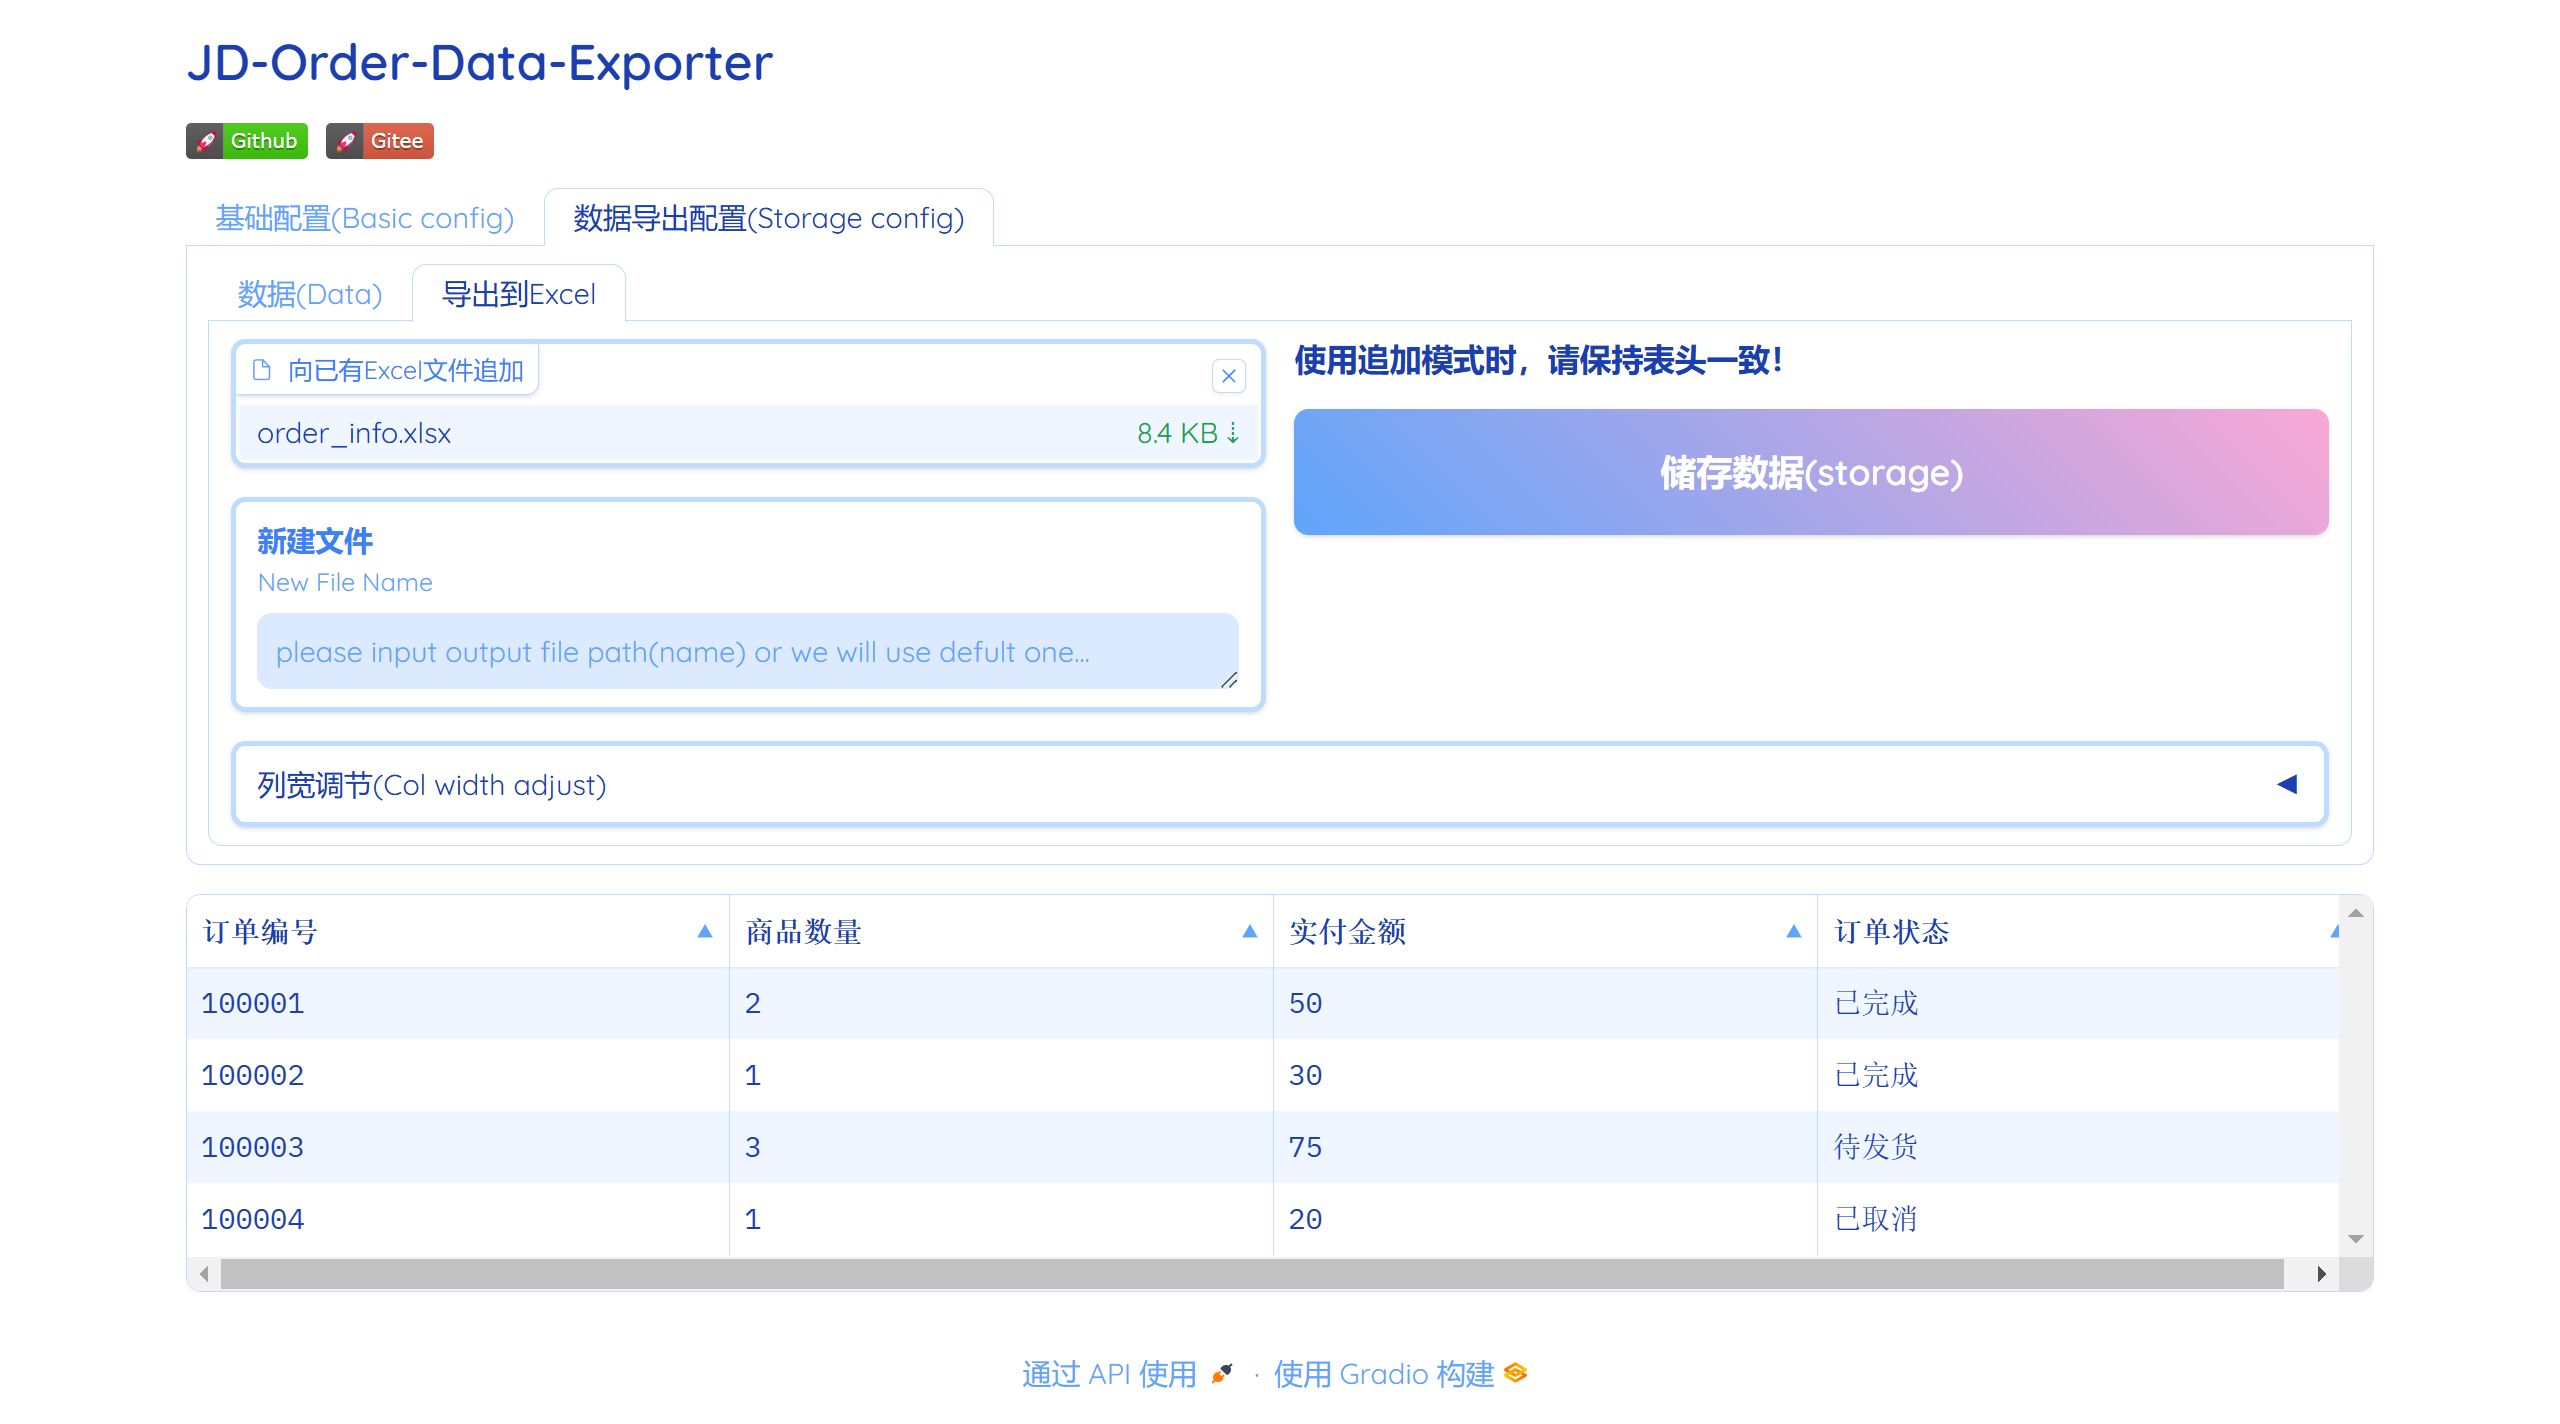 JD-Order-Data-Exporter
Github
Gitee
基础配置(Basic config)
数据导出配置(Storage config)
数据(Data)
导出到Excel
向已有Excel文件追加
order_info.xlsx
8.4 KB ⇣
使用追加模式时，请保持表头一致！
储存数据(storage)
新建文件
New File Name
please input output file path(name) or we will use defult one...
列宽调节(Col width adjust)
订单编号 商品数量 实付金额 订单状态
100001 2 50 已完成
100002 1 30 已完成
100003 3 75 待发货
100004 1 20 已取消
通过 API 使用 · 使用 Gradio 构建